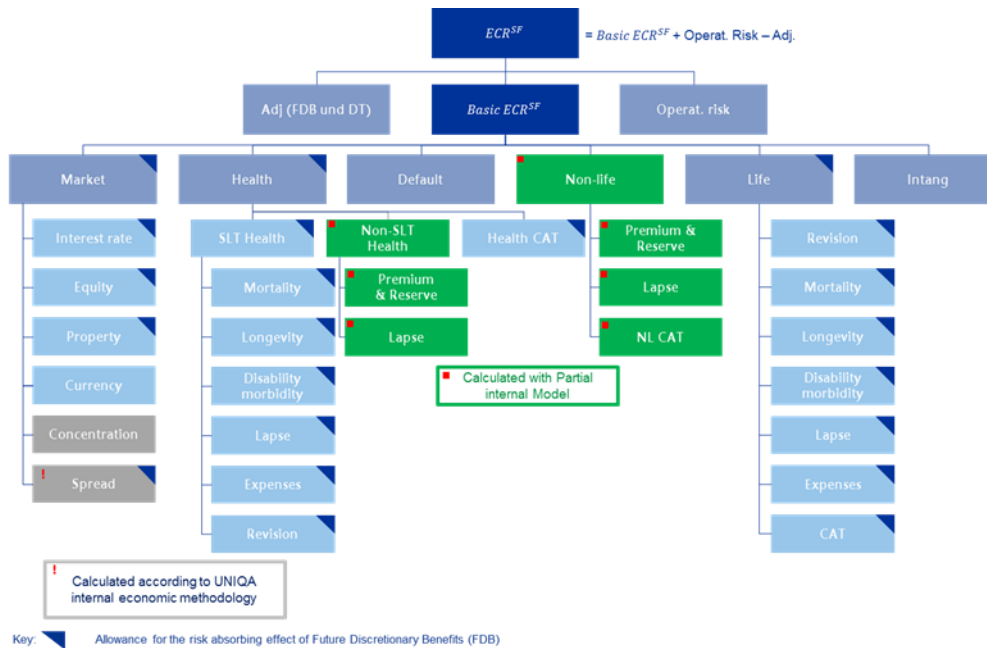 ECR^SF
= Basic ECR^SF + Operat. Risk – Adj.
Adj (FDB und DT)
Basic ECR^SF
Operat. risk
Market
Health
Default
Non-life
Life
Intang
Interest rate
Equity
Property
Currency
Concentration
! Spread
SLT Health
Mortality
Longevity
Disability
morbidity
Lapse
Expenses
Revision
Non-SLT
Health
Premium
& Reserve
Lapse
Health CAT
Premium &
Reserve
Lapse
NL CAT
Revision
Mortality
Longevity
Disability
morbidity
Lapse
Expenses
CAT
Calculated with Partial
internal Model
! Calculated according to UNIQA
internal economic methodology
Key: Allowance for the risk absorbing effect of Future Discretionary Benefits (FDB)